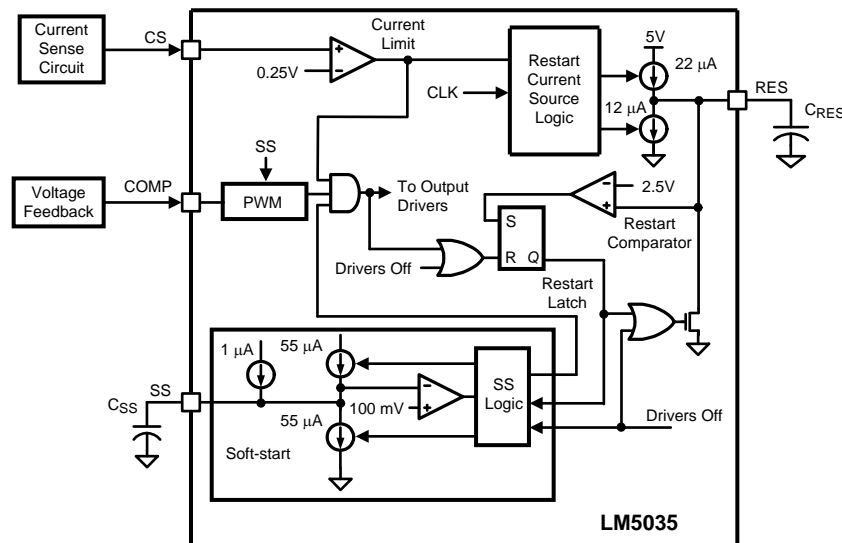 Current
Sense
Circuit
CS
0.25V
Current
Limit
CLK
Restart
Current
Source
Logic
5V
22 µA
12 µA
RES
CRES
Voltage
Feedback
COMP
SS
PWM
To Output
Drivers
Drivers Off
S
R Q
Restart
Latch
2.5V
Restart
Comparator
1 µA
55 µA
SS
CSS
100 mV
55 µA
SS
Logic
Soft-start
Drivers Off
LM5035